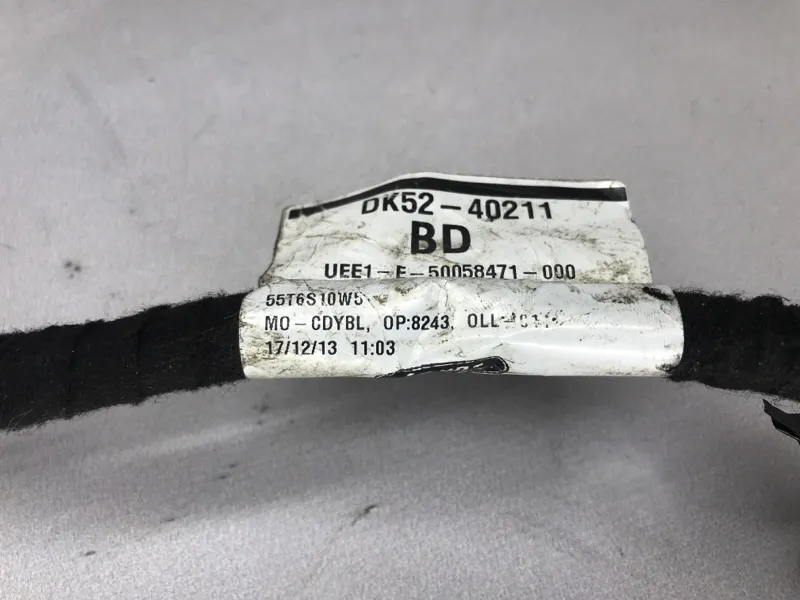 DK52-40211
BD
UEE1-E-50058471-000
55T6S10W5
MO-CDYBL, OP:8243,
17/12/13 11:03